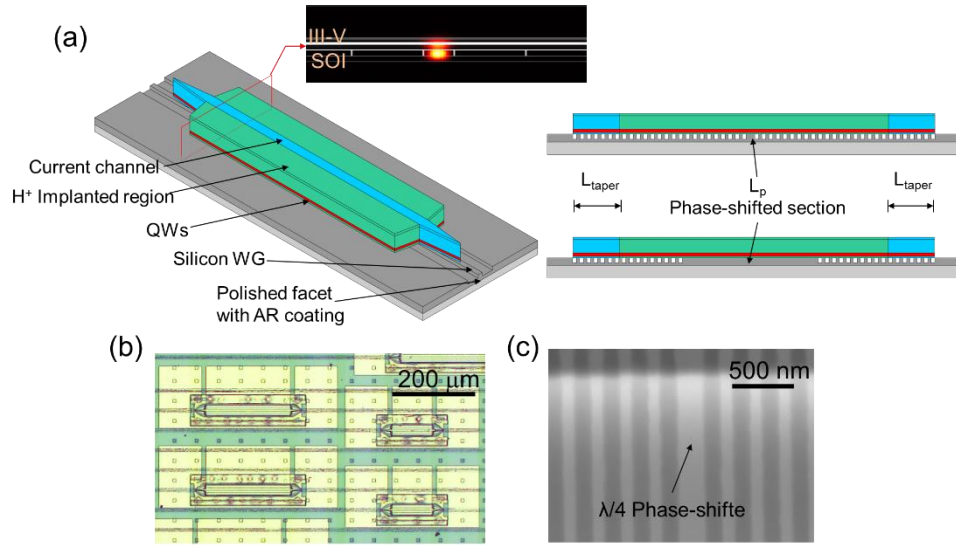 (a)
III-V
SOI
Current channel
H⁺ Implanted region
QWs
Silicon WG
Polished facet
with AR coating
L_taper
L_p
L_taper
Phase-shifted section
(b)
200 μm
(c)
500 nm
λ/4 Phase-shifte